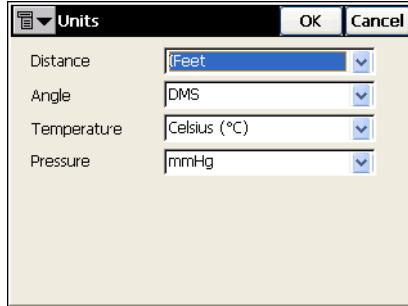 Units OK Cancel
Distance IFeet
Angle DMS
Temperature Celsius (°C)
Pressure mmHg